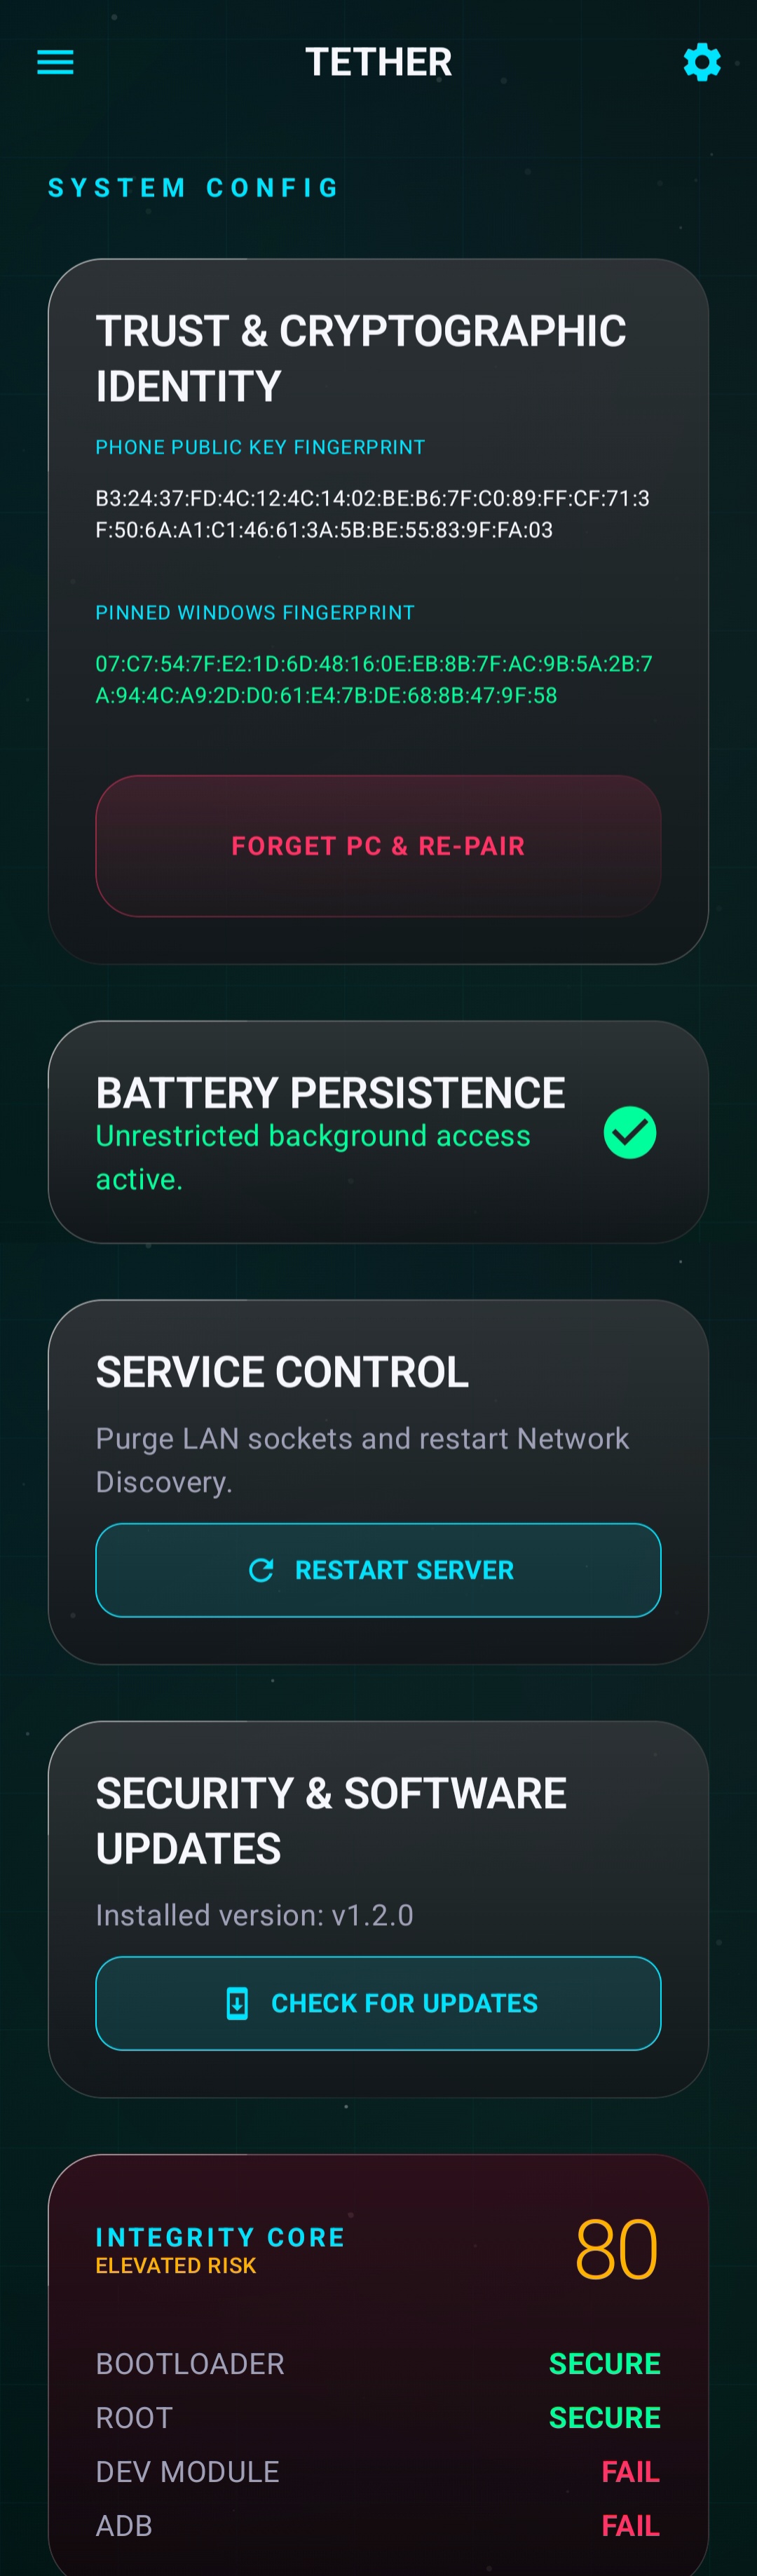 TETHER
SYSTEM CONFIG
TRUST & CRYPTOGRAPHIC
IDENTITY
PHONE PUBLIC KEY FINGERPRINT
B3:24:37:FD:4C:12:4C:14:02:BE:B6:7F:C0:89:FF:CF:71:3
F:50:6A:A1:C1:46:61:3A:5B:BE:55:83:9F:FA:03
PINNED WINDOWS FINGERPRINT
07:C7:54:7F:E2:1D:6D:48:16:0E:EB:8B:7F:AC:9B:5A:2B:7
A:94:4C:A9:2D:D0:61:E4:7B:DE:68:8B:47:9F:58
FORGET PC & RE-PAIR
BATTERY PERSISTENCE
Unrestricted background access
active.
SERVICE CONTROL
Purge LAN sockets and restart Network
Discovery.
RESTART SERVER
SECURITY & SOFTWARE
UPDATES
Installed version: v1.2.0
CHECK FOR UPDATES
INTEGRITY CORE
ELEVATED RISK
80
BOOTLOADER SECURE
ROOT SECURE
DEV MODULE FAIL
ADB FAIL